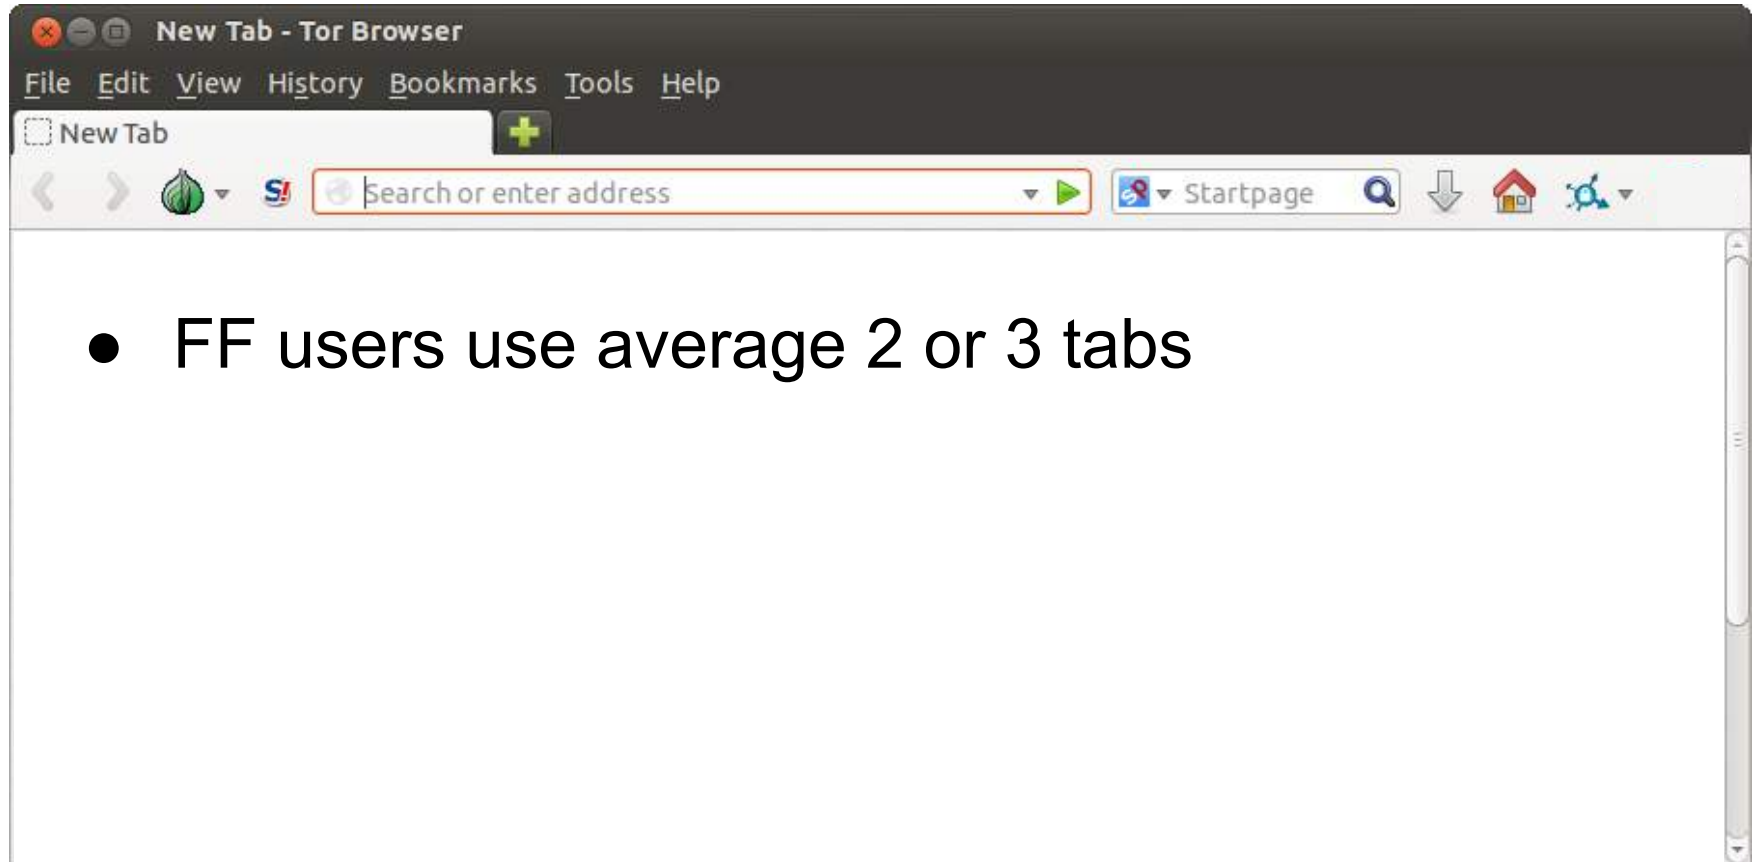 New Tab - Tor Browser
File Edit View History Bookmarks Tools Help
New Tab
S! Search or enter address Startpage
● FF users use average 2 or 3 tabs